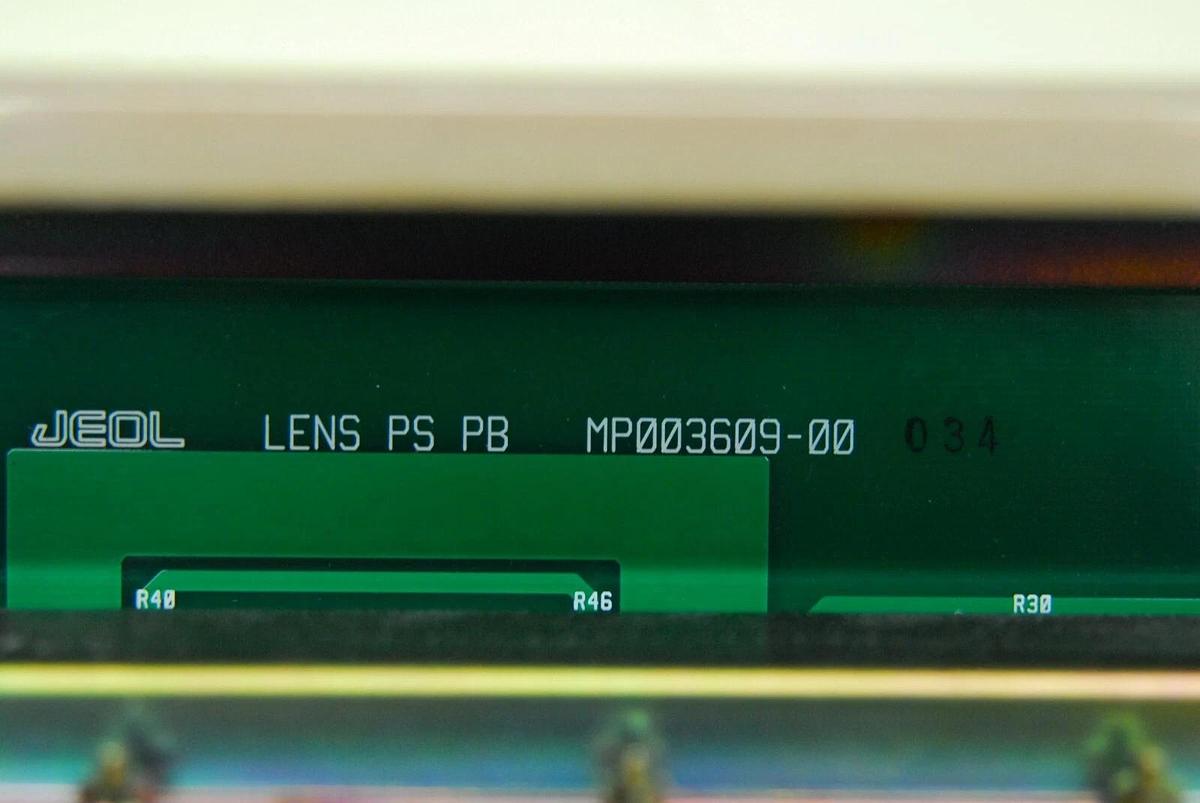 JEOL LENS PS PB MP003609-00 034
R40 R46 R30